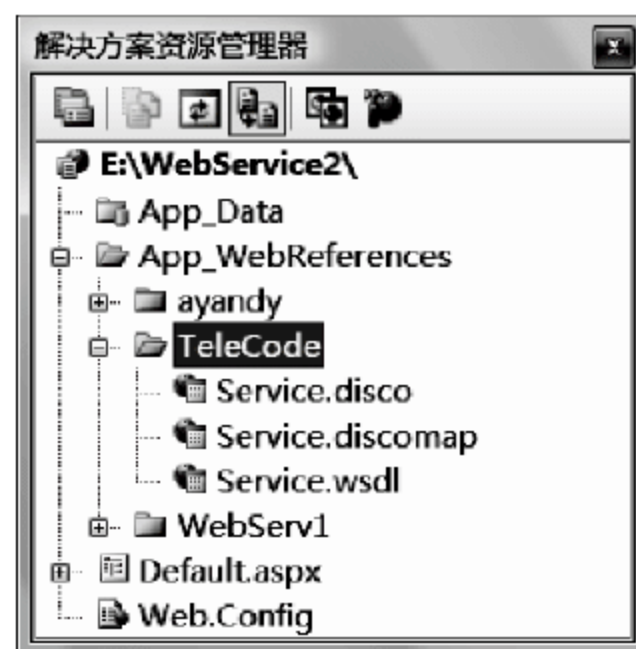 解决方案资源管理器
E:\WebService2\
App_Data
App_WebReferences
ayandy
TeleCode
Service.disco
Service.discomap
Service.wsdl
WebServ1
Default.aspx
Web.Config